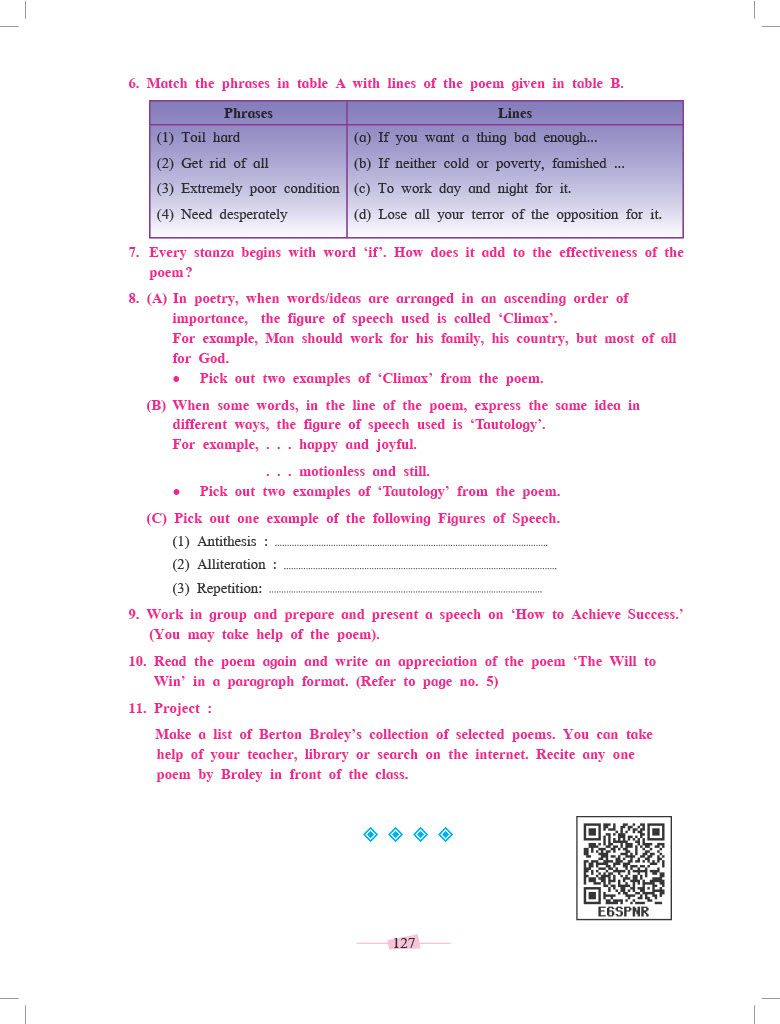 6. Match the phrases in table A with lines of the poem given in table B.
Phrases Lines
(1) Toil hard (a) If you want a thing bad enough...
(2) Get rid of all (b) If neither cold or poverty, famished ...
(3) Extremely poor condition (c) To work day and night for it.
(4) Need desperately (d) Lose all your terror of the opposition for it.
7. Every stanza begins with word ‘if’. How does it add to the effectiveness of the
poem?
8. (A) In poetry, when words/ideas are arranged in an ascending order of
importance, the figure of speech used is called ‘Climax’.
For example, Man should work for his family, his country, but most of all
for God.
• Pick out two examples of ‘Climax’ from the poem.
(B) When some words, in the line of the poem, express the same idea in
different ways, the figure of speech used is ‘Tautology’.
For example, . . . happy and joyful.
. . . motionless and still.
• Pick out two examples of ‘Tautology’ from the poem.
(C) Pick out one example of the following Figures of Speech.
(1) Antithesis : ..........
(2) Alliteration : ..........
(3) Repetition: ..........
9. Work in group and prepare and present a speech on ‘How to Achieve Success.’
(You may take help of the poem).
10. Read the poem again and write an appreciation of the poem ‘The Will to
Win’ in a paragraph format. (Refer to page no. 5)
11. Project :
Make a list of Berton Braley’s collection of selected poems. You can take
help of your teacher, library or search on the internet. Recite any one
poem by Braley in front of the class.
E6SPNR
127